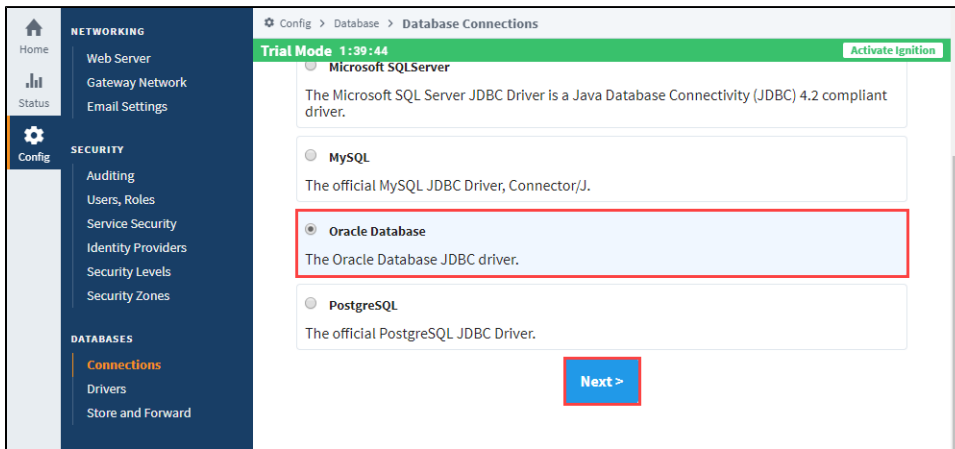 Home
Status
Config
NETWORKING
Web Server
Gateway Network
Email Settings
SECURITY
Auditing
Users, Roles
Service Security
Identity Providers
Security Levels
Security Zones
DATABASES
Connections
Drivers
Store and Forward
Config > Database > Database Connections
Trial Mode 1:39:44 Activate Ignition
Microsoft SQLServer
The Microsoft SQL Server JDBC Driver is a Java Database Connectivity (JDBC) 4.2 compliant
driver.
MySQL
The official MySQL JDBC Driver, Connector/J.
Oracle Database
The Oracle Database JDBC driver.
PostgreSQL
The official PostgreSQL JDBC Driver.
Next >